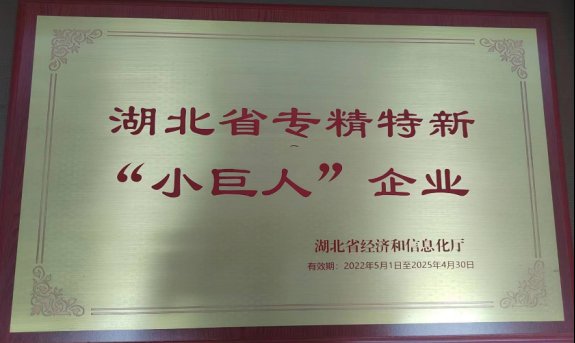 湖北省专精特新
“小巨人”企业
湖北省经济和信息化厅
有效期：2022年5月1日至2025年4月30日